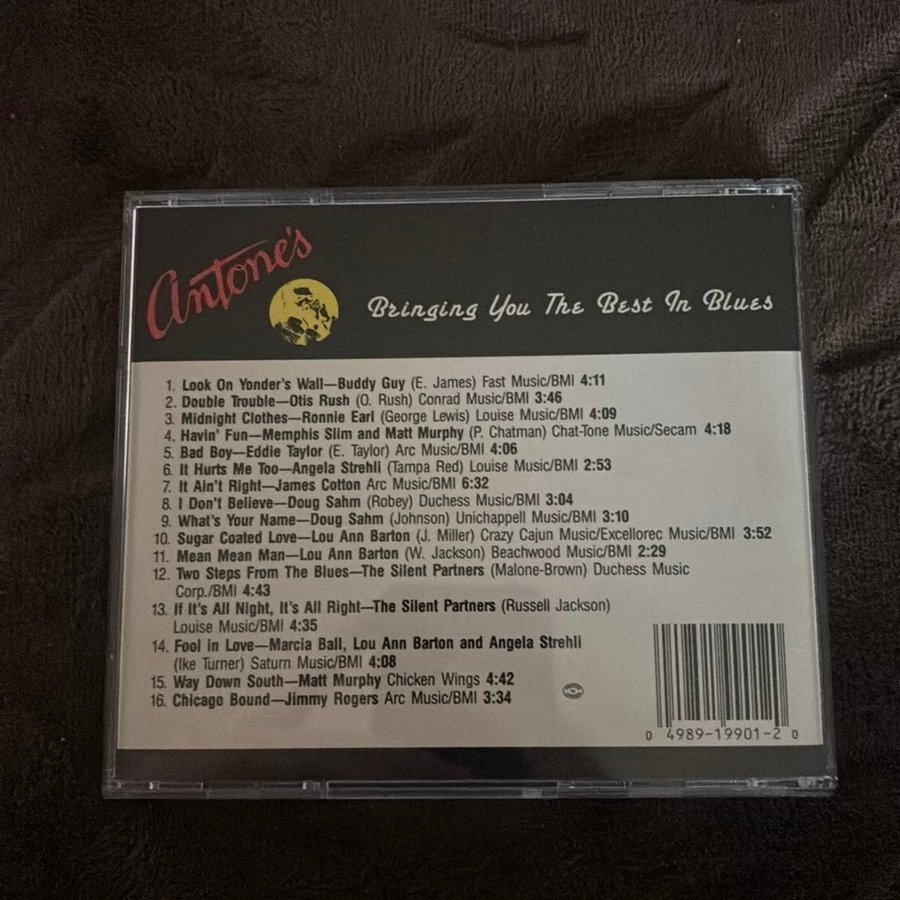 Antone's
Bringing You The Best In Blues
1. Look On Yonder's Wall—Buddy Guy (E. James) Fast Music/BMI 4:11
2. Double Trouble—Otis Rush (O. Rush) Conrad Music/BMI 3:46
3. Midnight Clothes—Ronnie Earl (George Lewis) Louise Music/BMI 4:09
4. Havin' Fun—Memphis Slim and Matt Murphy (P. Chatman) Chat-Tone Music/Secam 4:18
5. Bad Boy—Eddie Taylor (E. Taylor) Arc Music/BMI 4:06
6. It Hurts Me Too—Angela Strehli (Tampa Red) Louise Music/BMI 2:53
7. It Ain't Right—James Cotton Arc Music/BMI 6:32
8. I Don't Believe—Doug Sahm (Robey) Duchess Music/BMI 3:04
9. What's Your Name—Doug Sahm (Johnson) Unichappell Music/BMI 3:10
10. Sugar Coated Love—Lou Ann Barton (J. Miller) Crazy Cajun Music/Excellorec Music/BMI 3:52
11. Mean Mean Man—Lou Ann Barton (W. Jackson) Beachwood Music/BMI 2:29
12. Two Steps From The Blues—The Silent Partners (Malone-Brown) Duchess Music
Corp./BMI 4:43
13. If It's All Night, It's All Right—The Silent Partners (Russell Jackson)
Louise Music/BMI 4:35
14. Fool in Love—Marcia Ball, Lou Ann Barton and Angela Strehli
(Ike Turner) Saturn Music/BMI 4:08
15. Way Down South—Matt Murphy Chicken Wings 4:42
16. Chicago Bound—Jimmy Rogers Arc Music/BMI 3:34
0 4989-19901-2 0